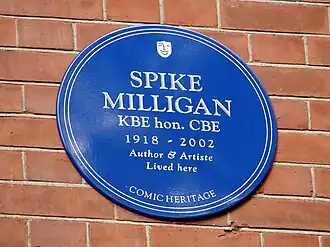 SPIKE
MILLIGAN
KBE hon. CBE
1918 - 2002
Author & Artiste
Lived here
COMIC HERITAGE